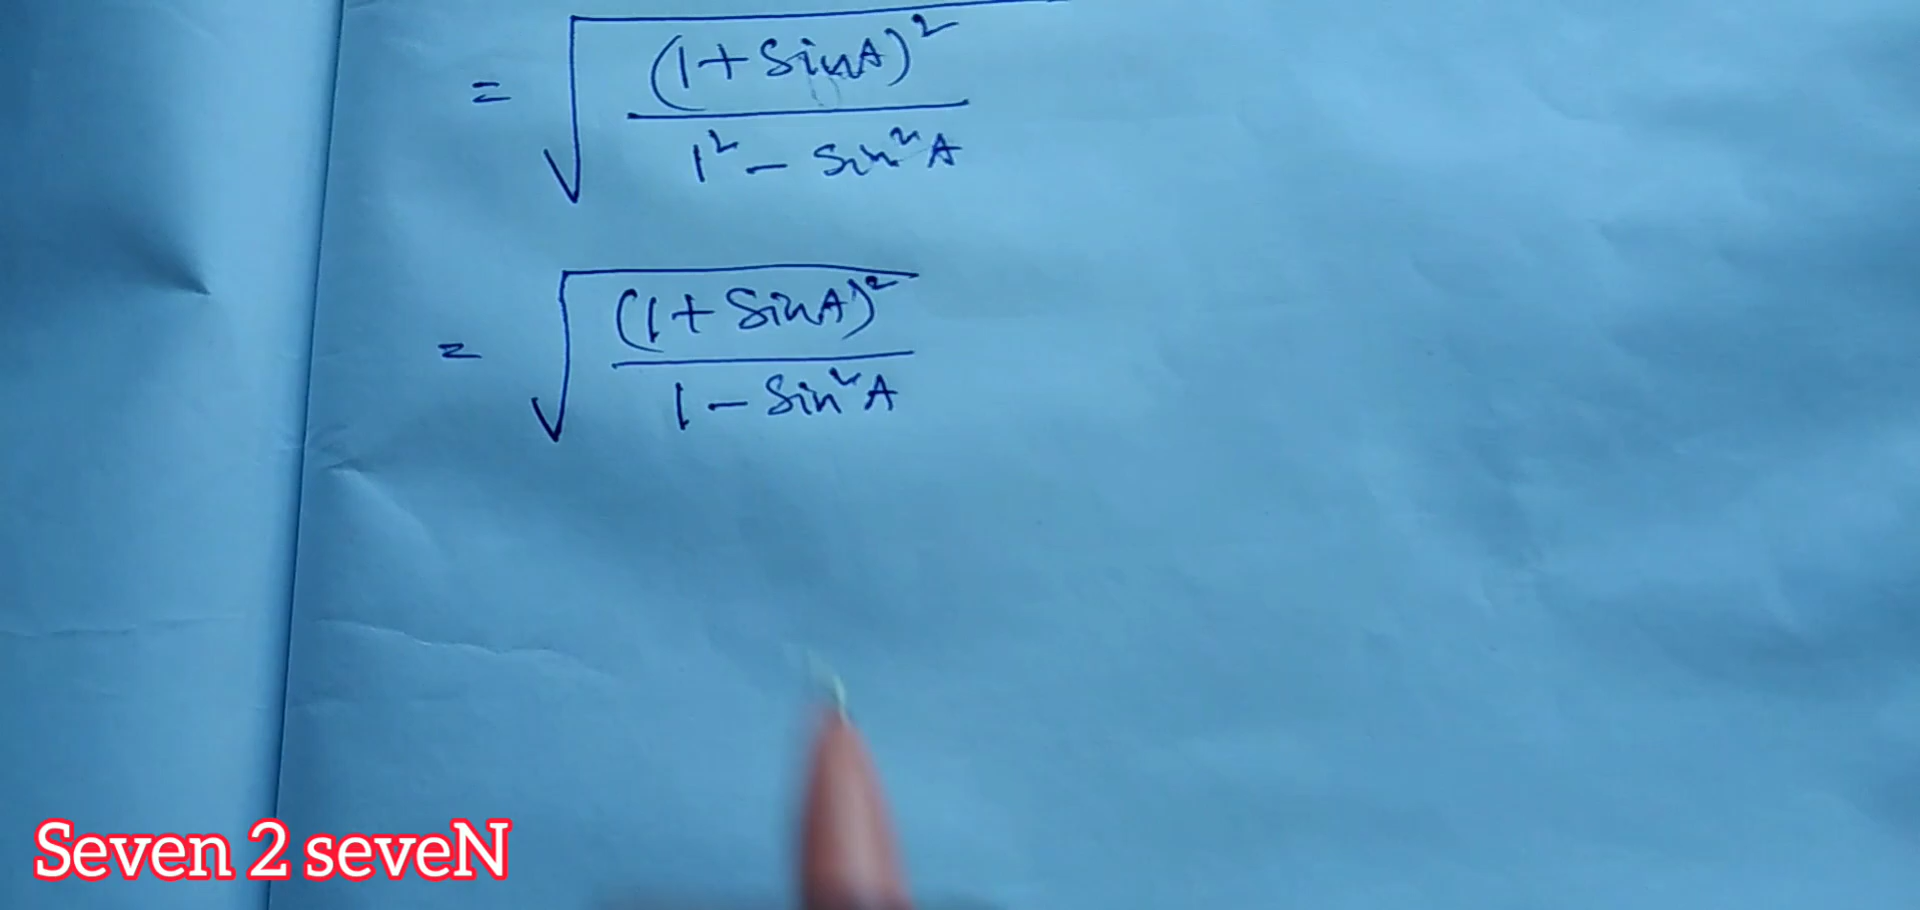 = √((1 + SinA)² / (1² − Sin²A))
= √((1 + SinA)² / (1 − Sin²A))
Seven 2 seveN